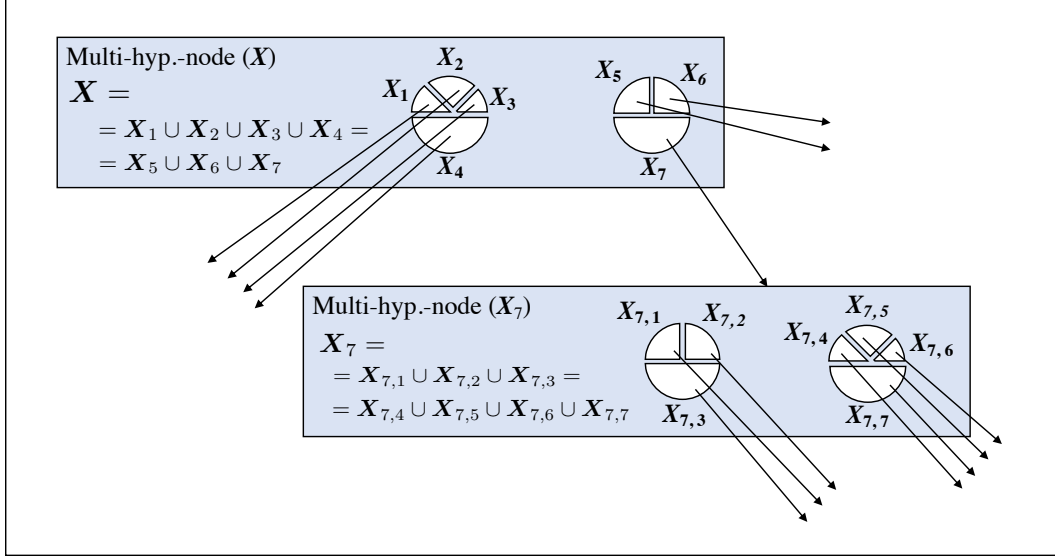 Multi-hyp.-node (X)
X =
= X₁ ∪ X₂ ∪ X₃ ∪ X₄ =
= X₅ ∪ X₆ ∪ X₇
X₁
X₂
X₃
X₄
X₅
X₆
X₇
Multi-hyp.-node (X₇)
X₇ =
= X₇,₁ ∪ X₇,₂ ∪ X₇,₃ =
= X₇,₄ ∪ X₇,₅ ∪ X₇,₆ ∪ X₇,₇
X₇,₁
X₇,₂
X₇,₃
X₇,₄
X₇,₅
X₇,₆
X₇,₇